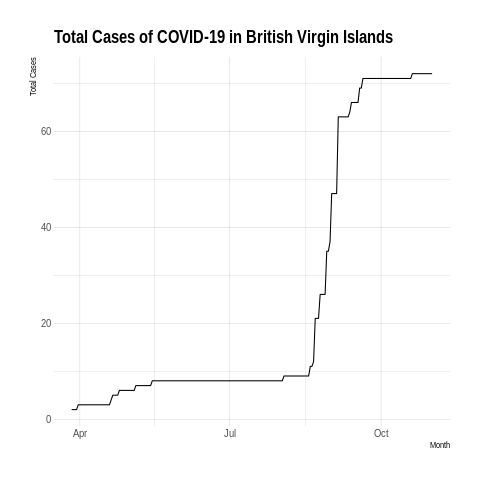 Total Cases of COVID-19 in British Virgin Islands
Total Cases
60
40
20
0
Apr
Jul
Oct
Month